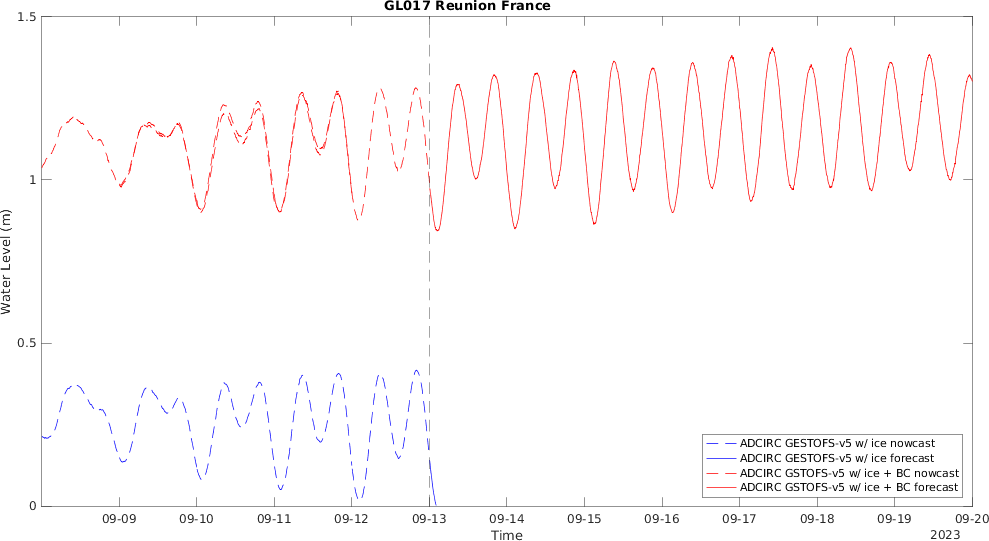 GL017 Reunion France
1.5
1
0.5
0
Water Level (m)
09-09 09-10 09-11 09-12 09-13 09-14 09-15 09-16 09-17 09-18 09-19 09-20
Time
2023
ADCIRC GESTOFS-v5 w/ ice nowcast
ADCIRC GESTOFS-v5 w/ ice forecast
ADCIRC GSTOFS-v5 w/ ice + BC nowcast
ADCIRC GSTOFS-v5 w/ ice + BC forecast